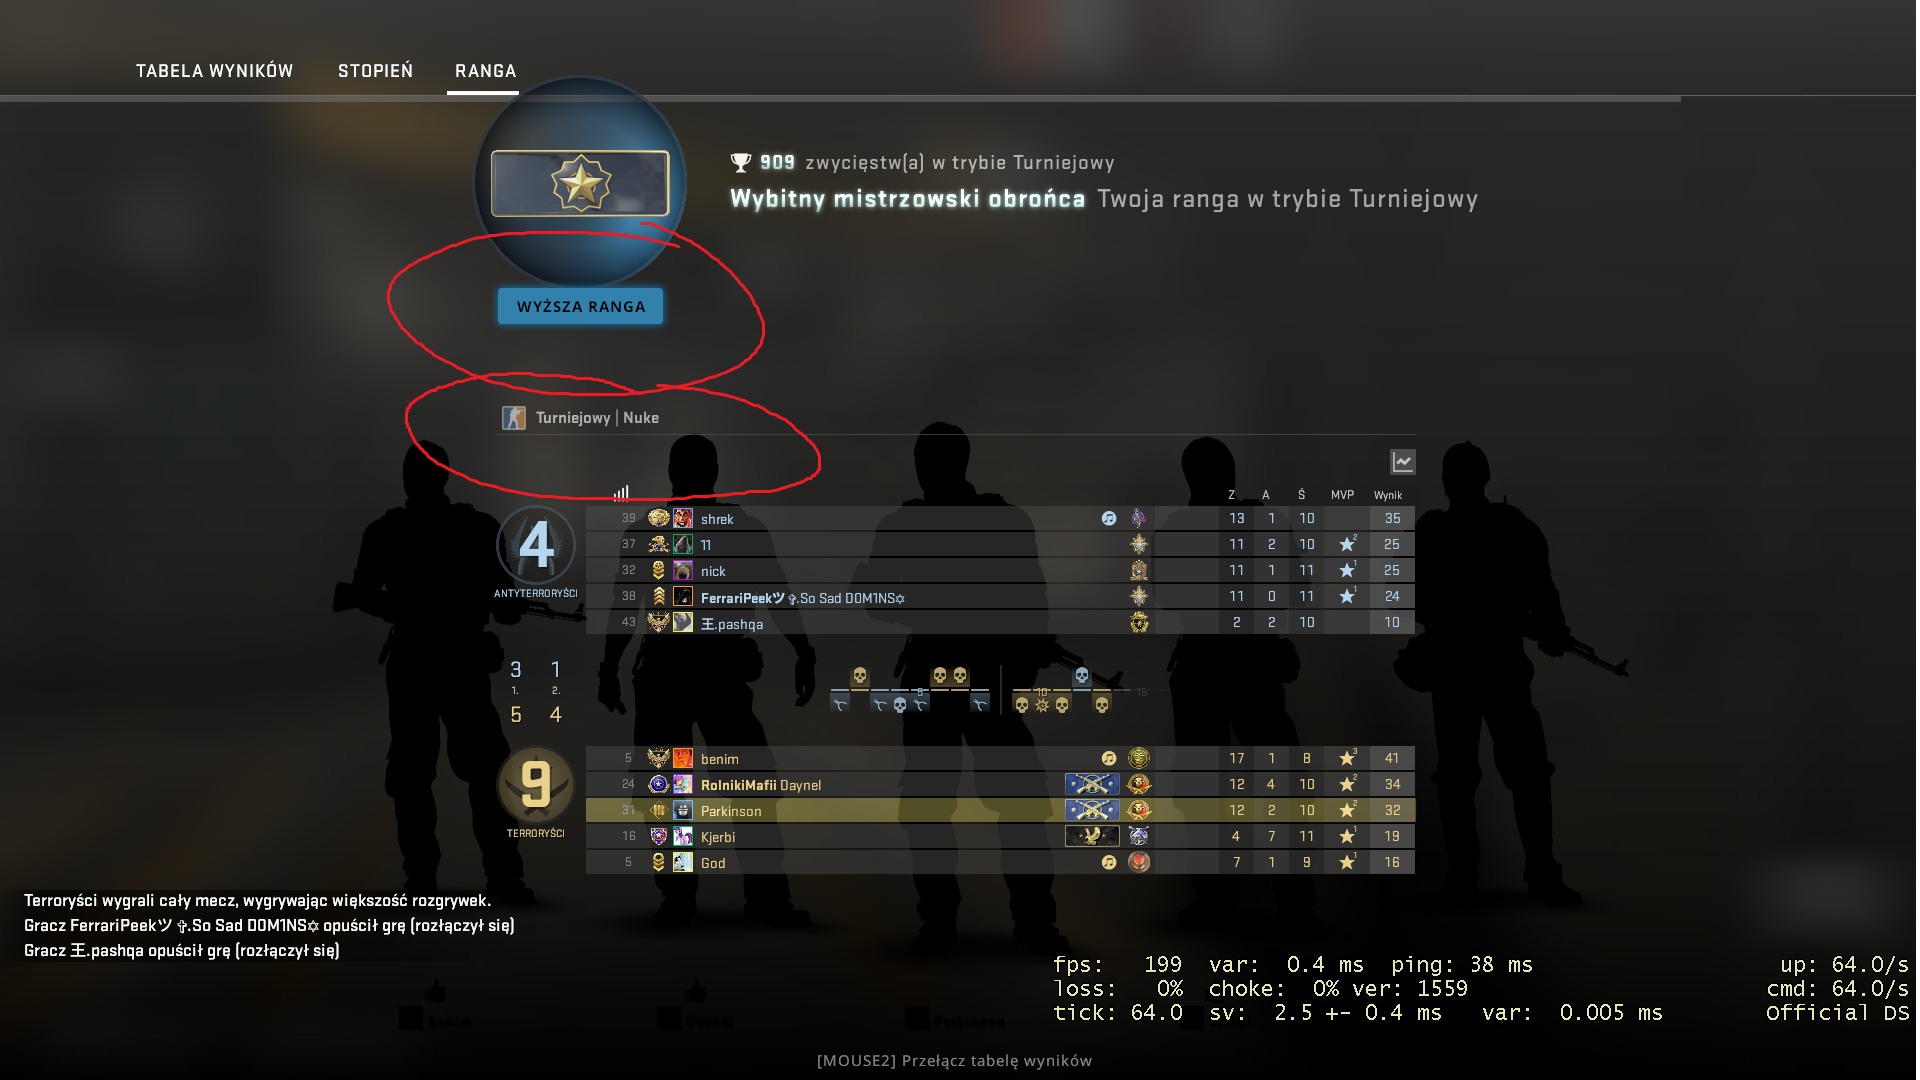 TABELA WYNIKÓW STOPIEŃ RANGA
909 zwycięstw(a) w trybie Turniejowy
Wybitny mistrzowski obrońca Twoja ranga w trybie Turniejowy
WYŻSZA RANGA
Turniejowy | Nuke
Z A Ś MVP Wynik
4
ANTYTERRORYŚCI
39 shrek 13 1 10 35
37 11 11 2 10 2 25
32 nick 11 1 11 1 25
38 FerrariPeekツ ✞.So Sad D0M1NS✡ 11 0 11 1 24
43 王.pashqa 2 2 10 10
3 1
1. 2.
5 4
5 10 15
9
TERRORYŚCI
5 benim 17 1 8 3 41
24 RolnikiMafii Daynel 12 4 10 2 34
31 Parkinson 12 2 10 2 32
16 Kjerbi 4 7 11 1 19
5 God 7 1 9 1 16
Terroryści wygrali cały mecz, wygrywając większość rozgrywek.
Gracz FerrariPeekツ ✞.So Sad D0M1NS✡ opuścił grę (rozłączył się)
Gracz 王.pashqa opuścił grę (rozłączył się)
fps: 199 var: 0.4 ms ping: 38 ms up: 64.0/s
loss: 0% choke: 0% ver: 1559 cmd: 64.0/s
tick: 64.0 sv: 2.5 +- 0.4 ms var: 0.005 ms Official DS
benim Daynel Parkinson
[MOUSE2] Przełącz tabelę wyników